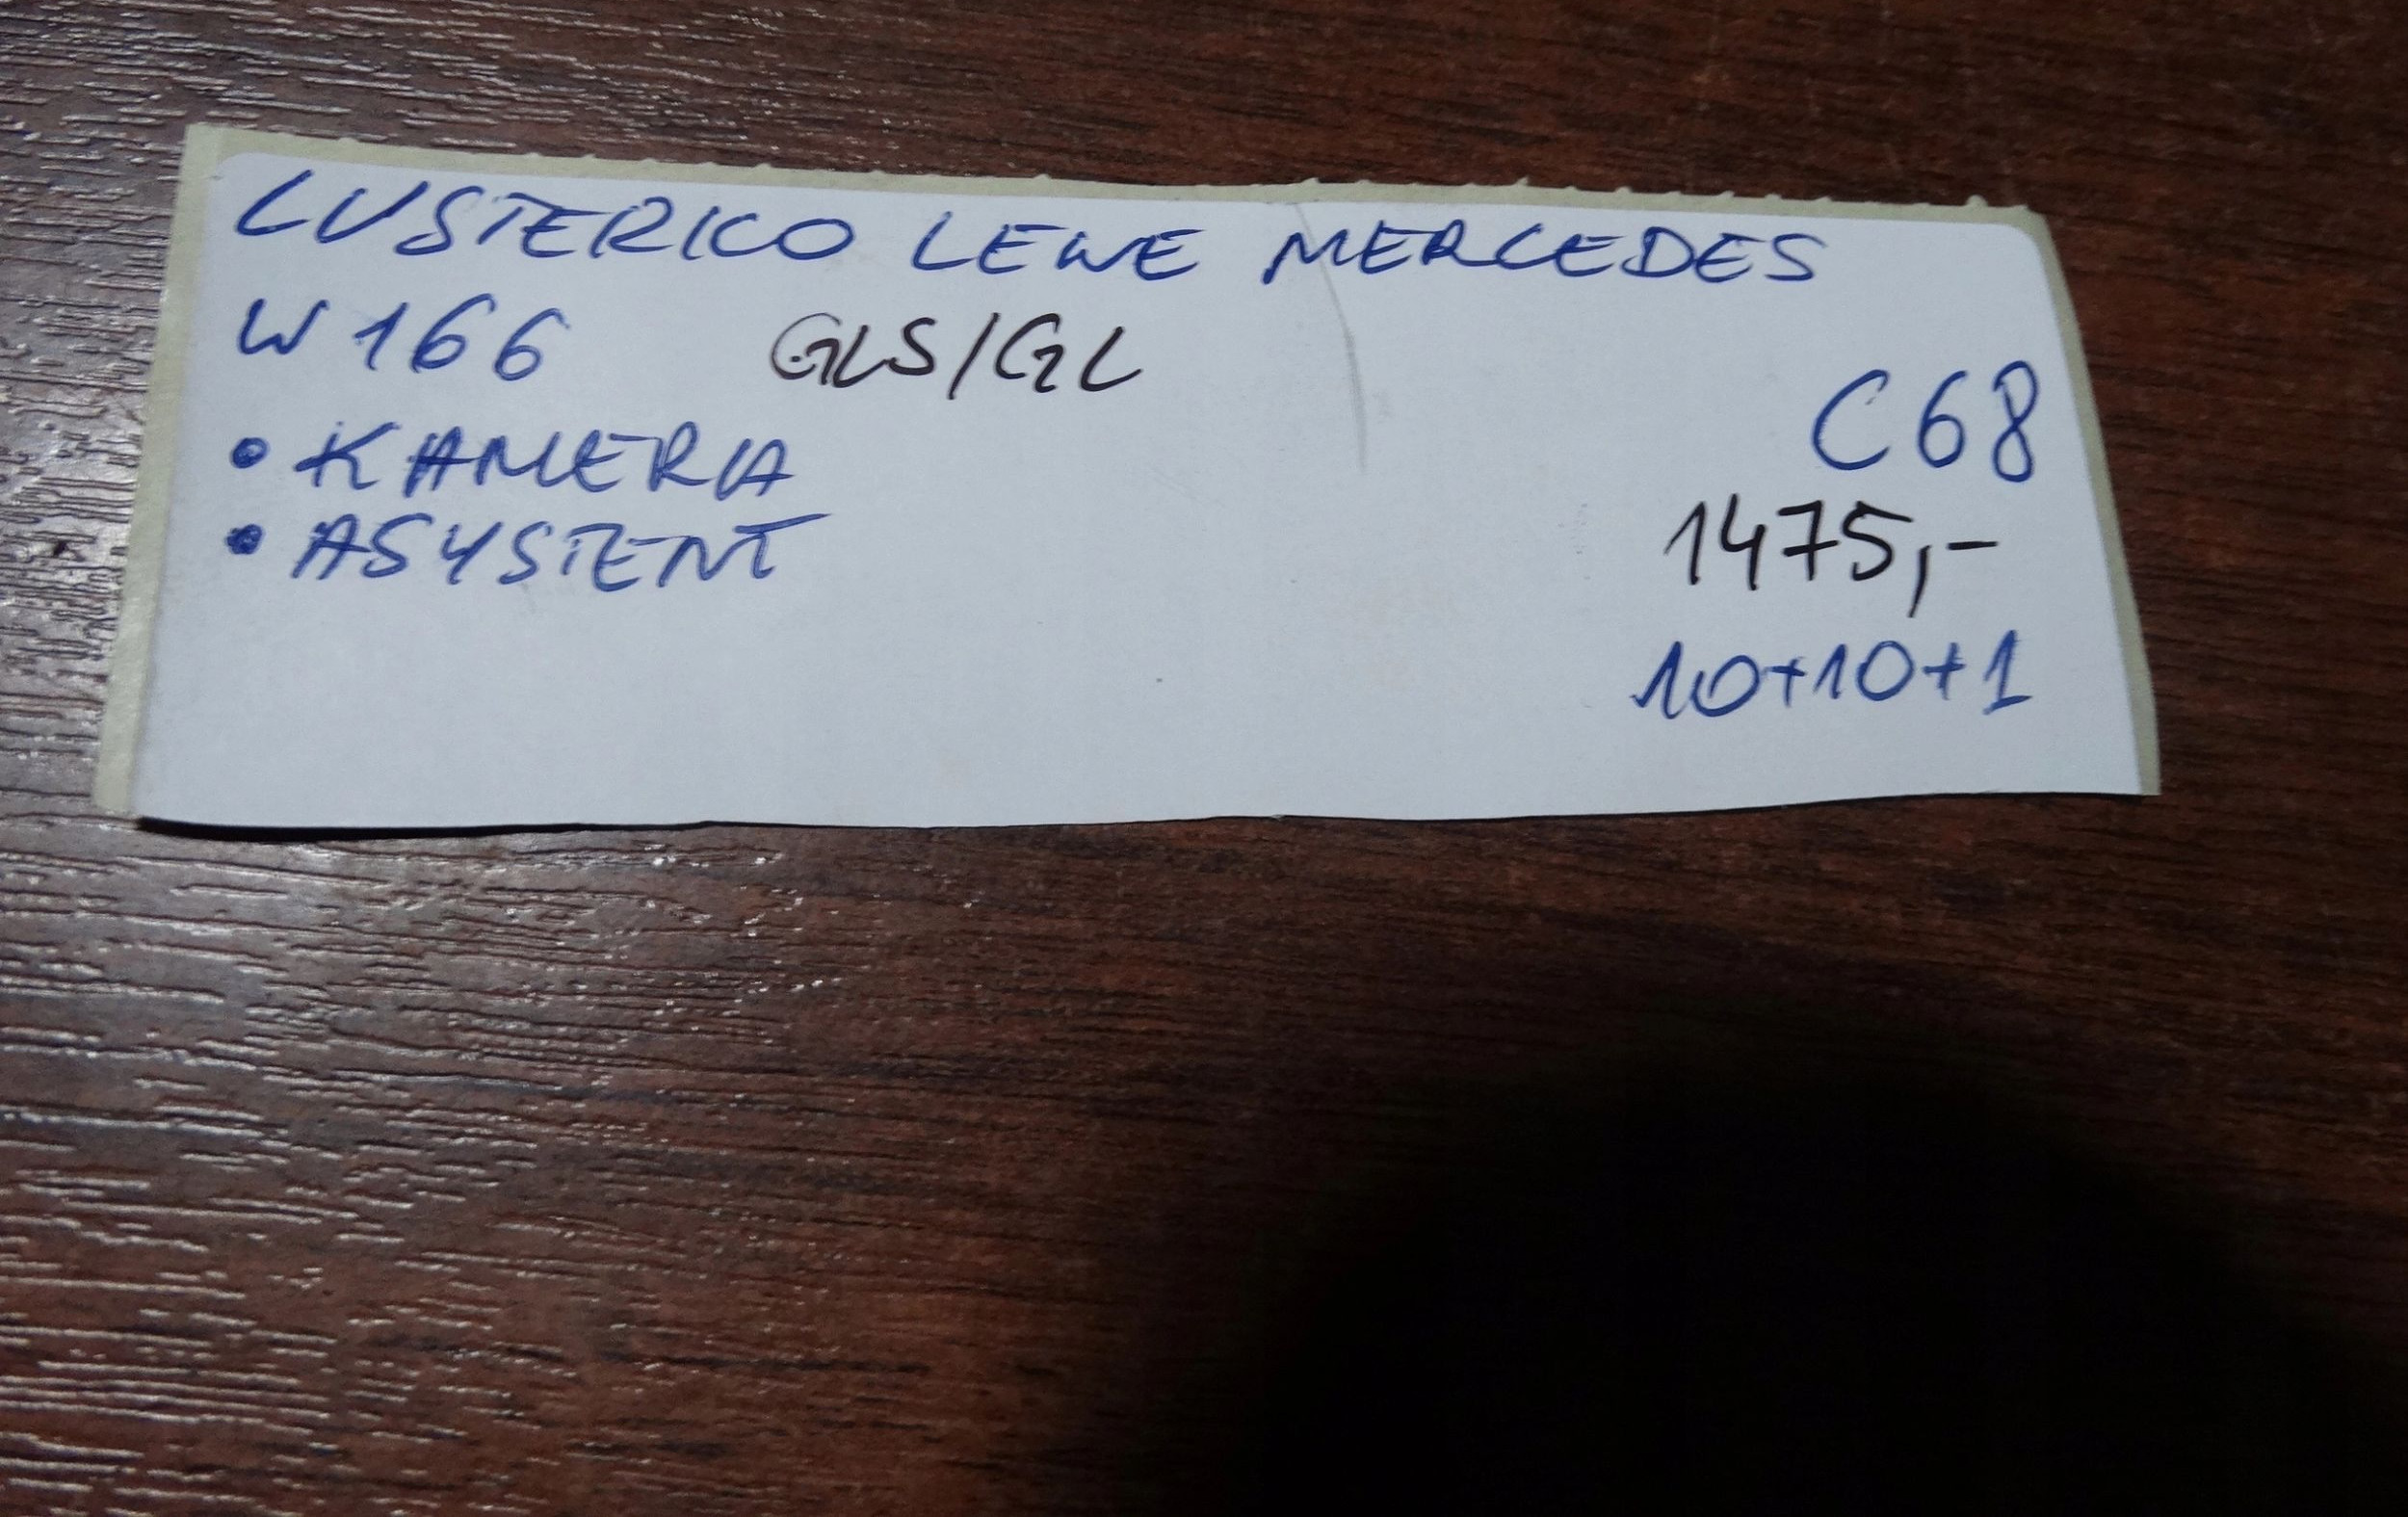 LUSTERKO LEWE MERCEDES
W166 GLS/GL
• KAMERA
• ASYSTENT
C68
1475,-
10+10+1